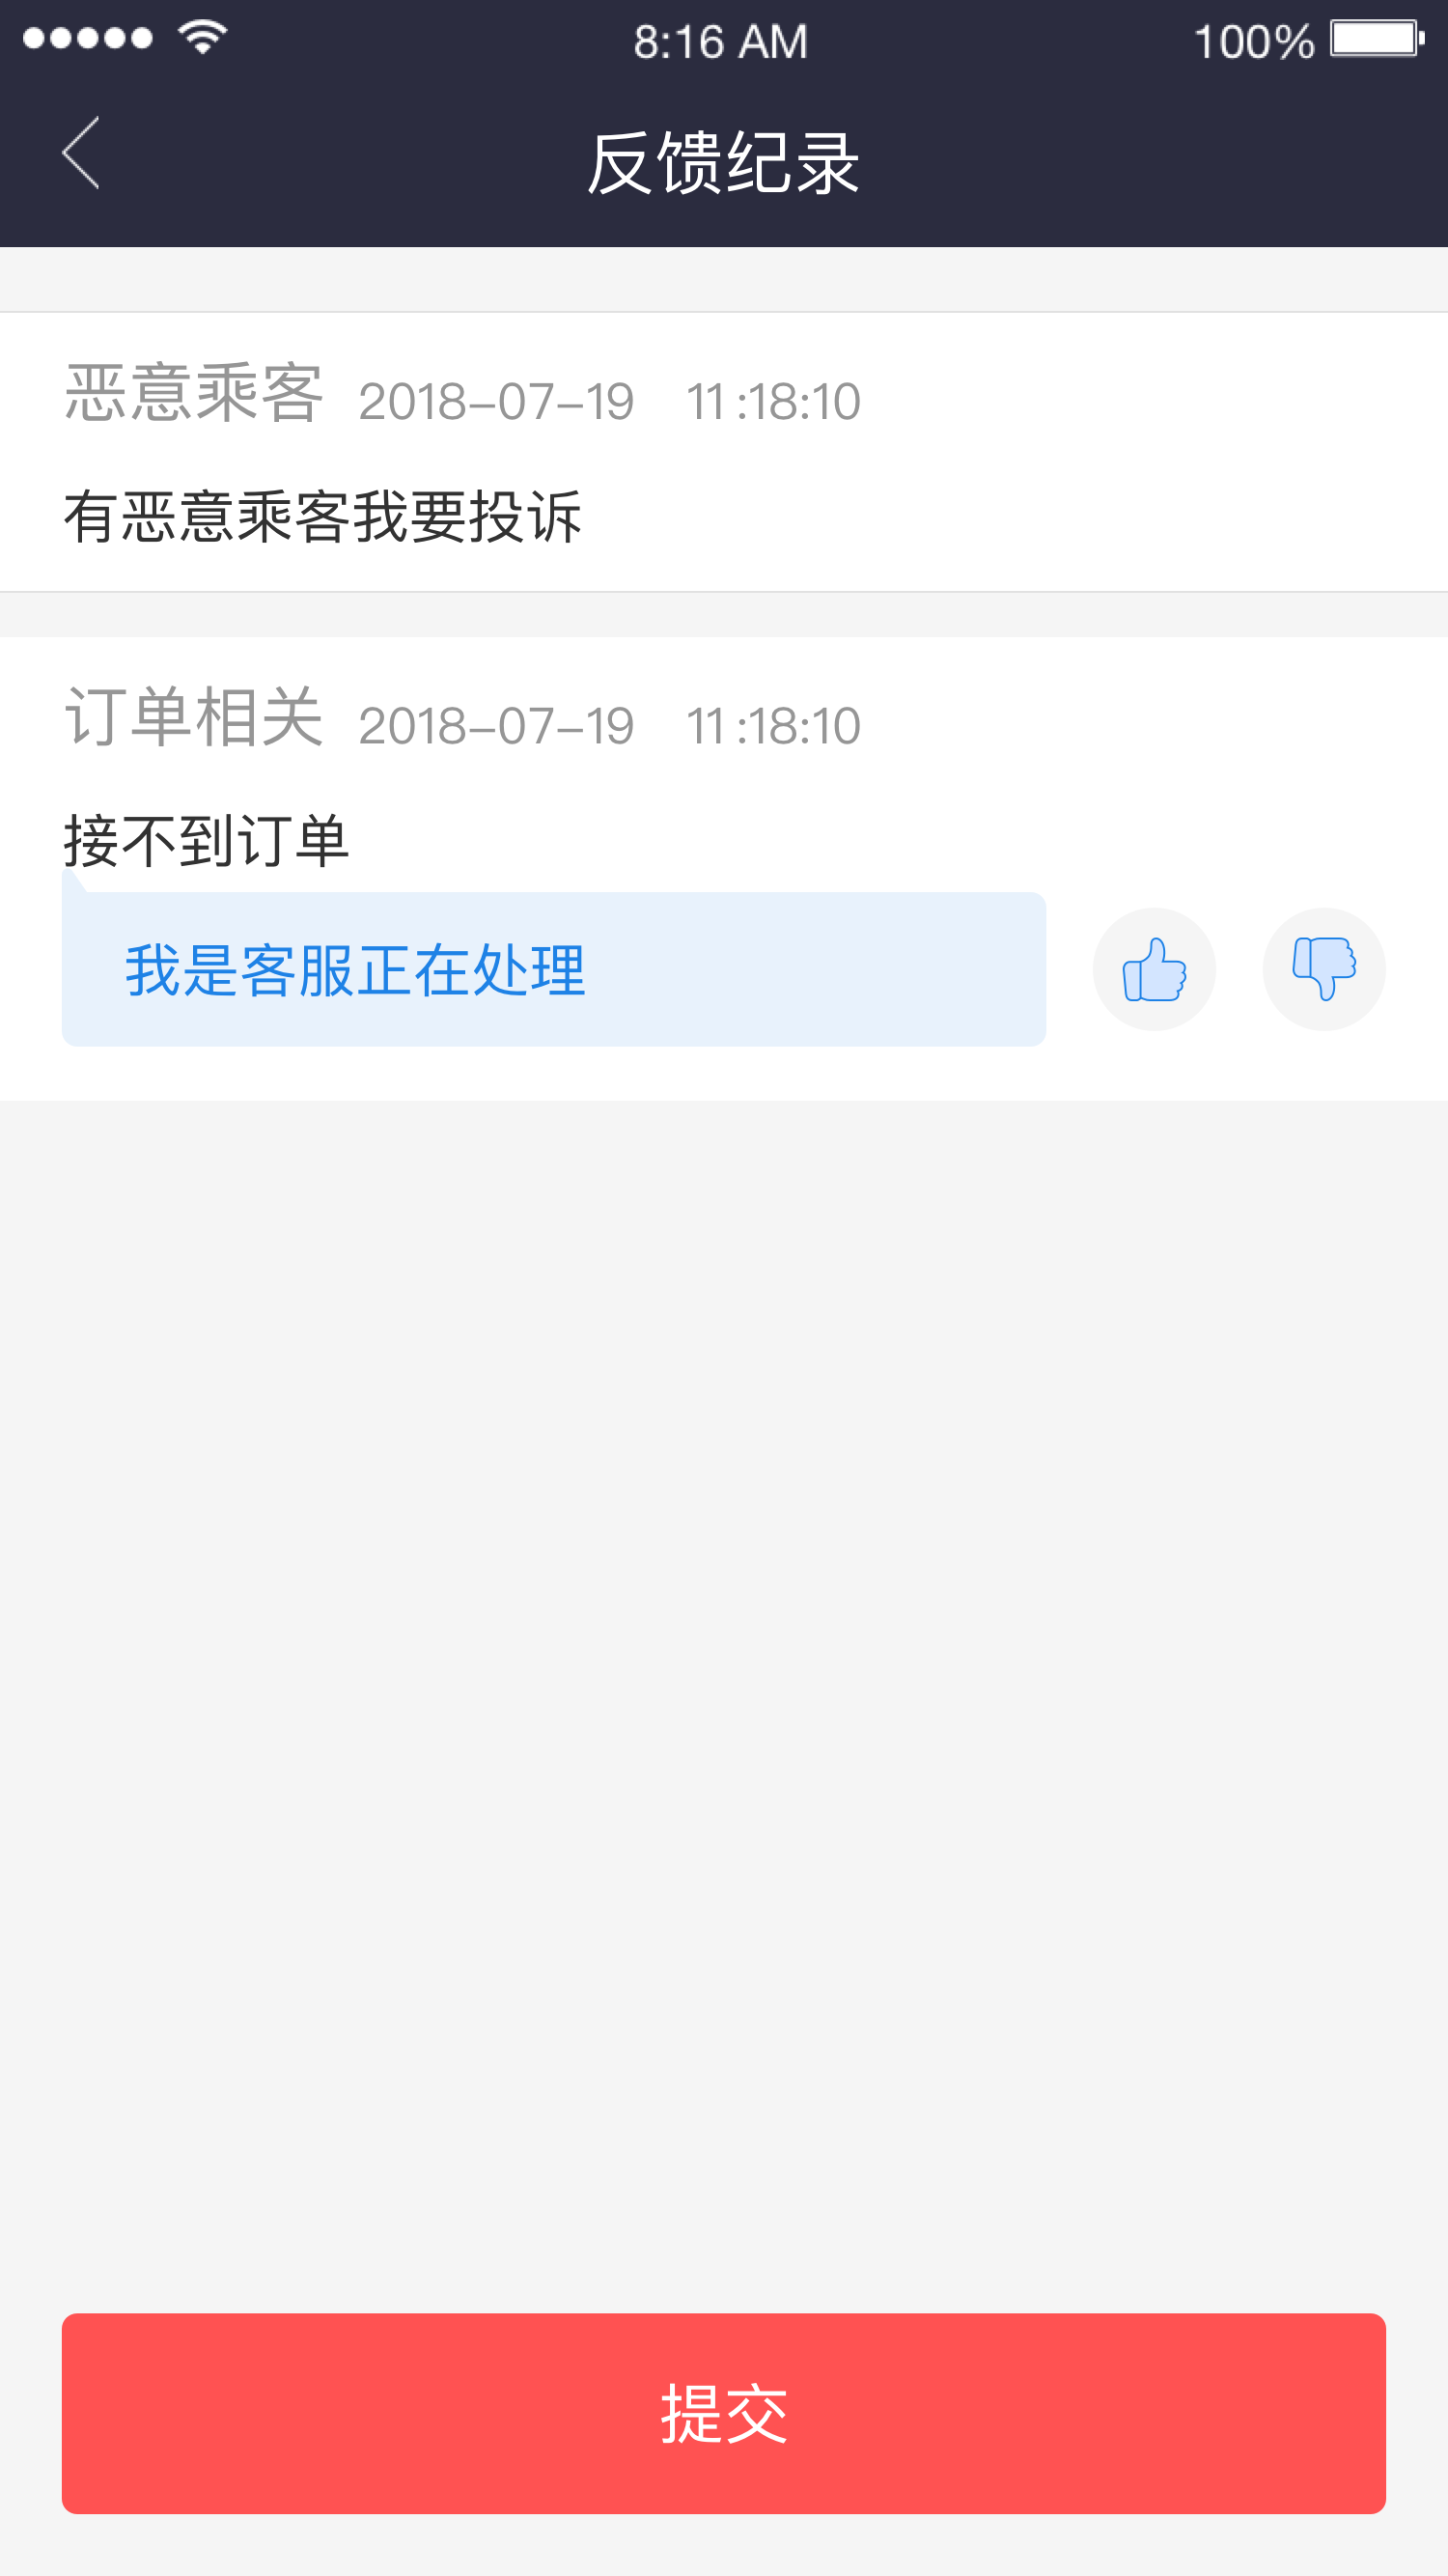 8:16 AM 100%
反馈纪录
恶意乘客 2018-07-19 11:18:10
有恶意乘客我要投诉
订单相关 2018-07-19 11:18:10
接不到订单
我是客服正在处理
提交